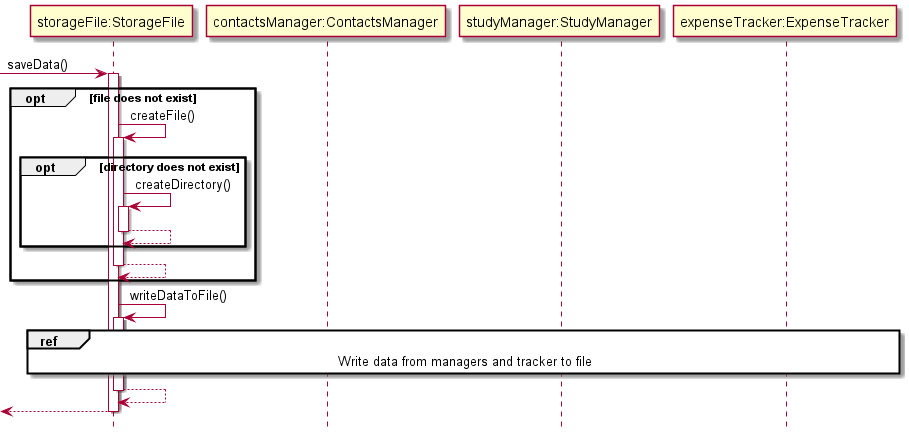 storageFile:StorageFile
contactsManager:ContactsManager
studyManager:StudyManager
expenseTracker:ExpenseTracker
saveData()
opt
[file does not exist]
createFile()
opt
[directory does not exist]
createDirectory()
writeDataToFile()
ref
Write data from managers and tracker to file